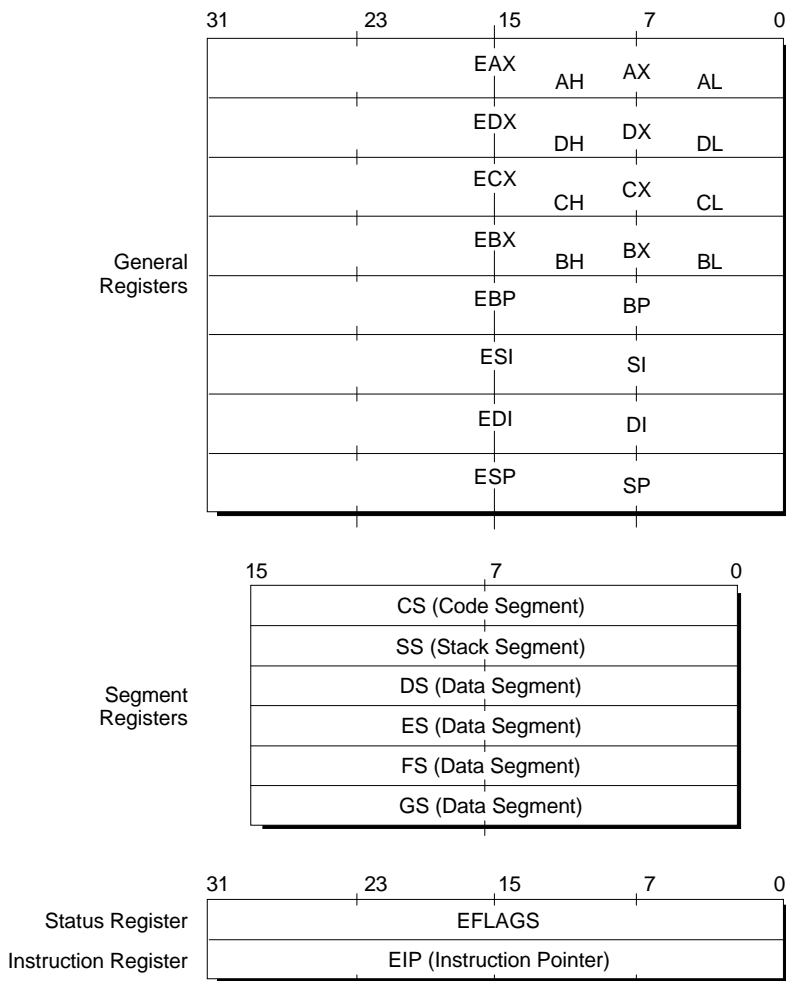 31 23 15 7 0
EAX AH AX AL
EDX DH DX DL
ECX CH CX CL
EBX BH BX BL
General
Registers
EBP BP
ESI SI
EDI DI
ESP SP
15 7 0
CS (Code Segment)
SS (Stack Segment)
DS (Data Segment)
Segment
Registers
ES (Data Segment)
FS (Data Segment)
GS (Data Segment)
31 23 15 7 0
Status Register EFLAGS
Instruction Register EIP (Instruction Pointer)